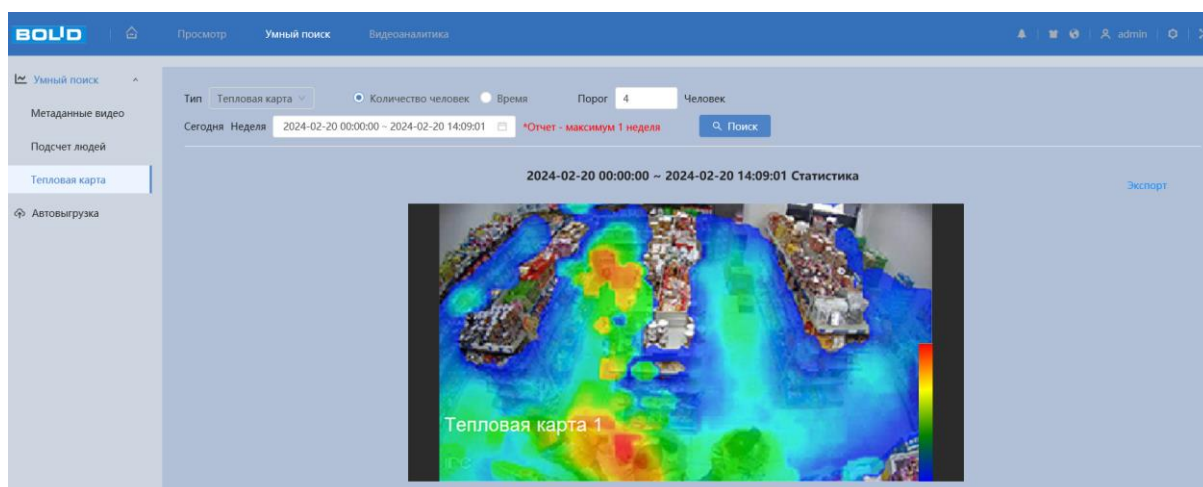 BOLID
Просмотр Умный поиск Видеоаналитика admin
Умный поиск
Метаданные видео
Подсчет людей
Тепловая карта
Автовыгрузка
Тип Тепловая карта Количество человек Время Порог 4 Человек
Сегодня Неделя 2024-02-20 00:00:00 ~ 2024-02-20 14:09:01 *Отчет - максимум 1 неделя Поиск
2024-02-20 00:00:00 ~ 2024-02-20 14:09:01 Статистика
Экспорт
Тепловая карта 1
IPC